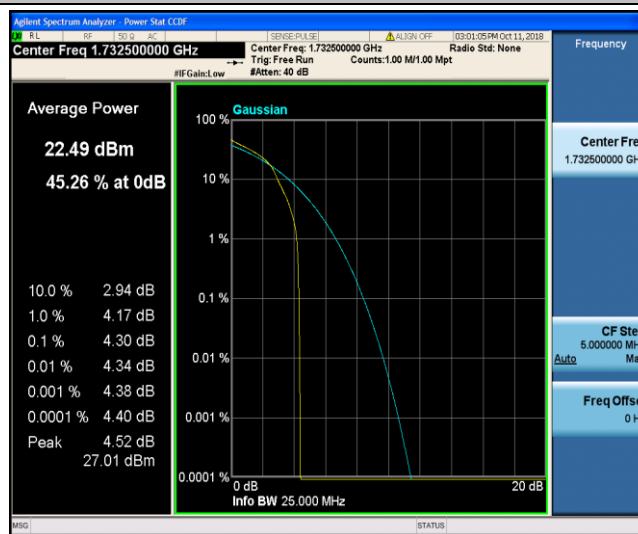 Agilent Spectrum Analyzer - Power Stat CCDF
RL RF 50 Ω AC SENSE:PULSE ALIGN OFF 03:01:05 PM Oct 11, 2018
Center Freq 1.732500000 GHz
Center Freq: 1.732500000 GHz Radio Std: None
Trig: Free Run Counts:1.00 M/1.00 Mpt
#IFGain:Low #Atten: 40 dB
Frequency
Average Power
22.49 dBm
45.26 % at 0dB
10.0 % 2.94 dB
1.0 % 4.17 dB
0.1 % 4.30 dB
0.01 % 4.34 dB
0.001 % 4.38 dB
0.0001 % 4.40 dB
Peak 4.52 dB
27.01 dBm
Gaussian
100 %
10 %
1 %
0.1 %
0.01 %
0.001 %
0.0001 %
0 dB 20 dB
Info BW 25.000 MHz
Center Fre
1.732500000 GH
CF Ste
5.000000 MH
Auto Ma
Freq Offse
0 H
MSG STATUS